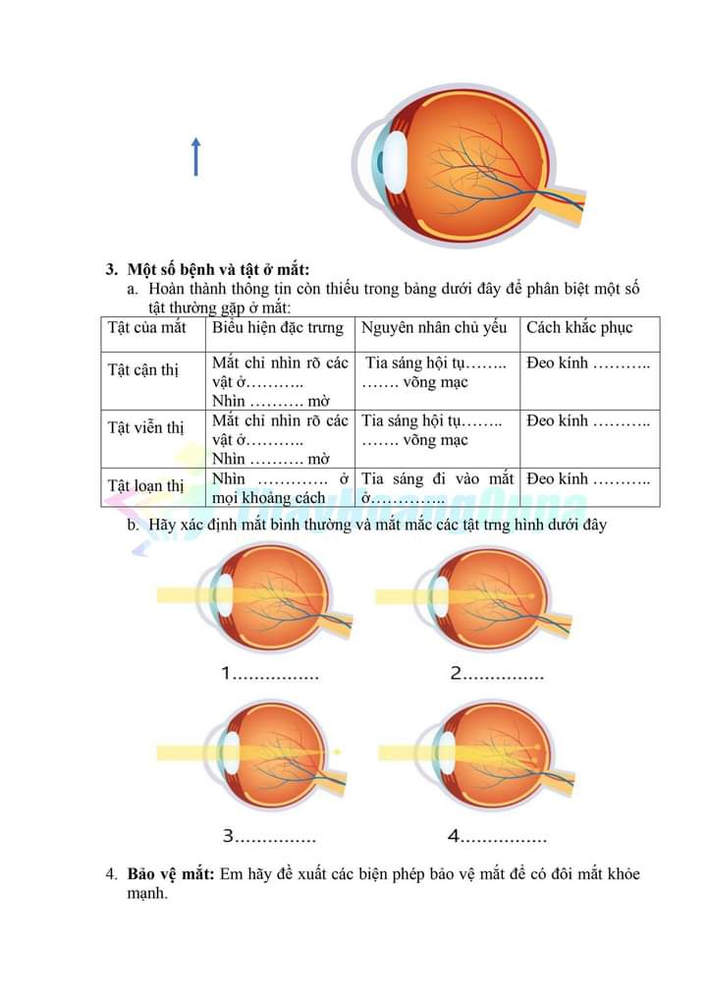 3. Một số bệnh và tật ở mắt:
a. Hoàn thành thông tin còn thiếu trong bảng dưới đây để phân biệt một số
tật thường gặp ở mắt:
Tật của mắt Biểu hiện đặc trưng Nguyên nhân chủ yếu Cách khắc phục
Tật cận thị
Mắt chỉ nhìn rõ các
vật ở………..
Nhìn ………. mờ
Tia sáng hội tụ……..
……. võng mạc
Đeo kính ………..
Tật viễn thị
Mắt chỉ nhìn rõ các
vật ở………..
Nhìn ………. mờ
Tia sáng hội tụ……..
……. võng mạc
Đeo kính ………..
Tật loạn thị
Nhìn …………. ở
mọi khoảng cách
Tia sáng đi vào mắt
ở…………..
Đeo kính ………..
ThayHoangOppa
b. Hãy xác định mắt bình thường và mắt mắc các tật trng hình dưới đây
1................
2...............
3...............
4................
4. Bảo vệ mắt: Em hãy đề xuất các biện phép bảo vệ mắt để có đôi mắt khỏe
mạnh.